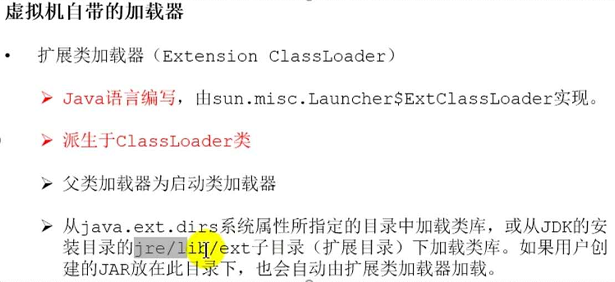 虚拟机自带的加载器
• 扩展类加载器（Extension ClassLoader）
➢ Java语言编写，由sun.misc.Launcher$ExtClassLoader实现。
➢ 派生于ClassLoader类
➢ 父类加载器为启动类加载器
➢ 从java.ext.dirs系统属性所指定的目录中加载类库，或从JDK的安
装目录的jre/lib/ext子目录（扩展目录）下加载类库。如果用户创
建的JAR放在此目录下，也会自动由扩展类加载器加载。